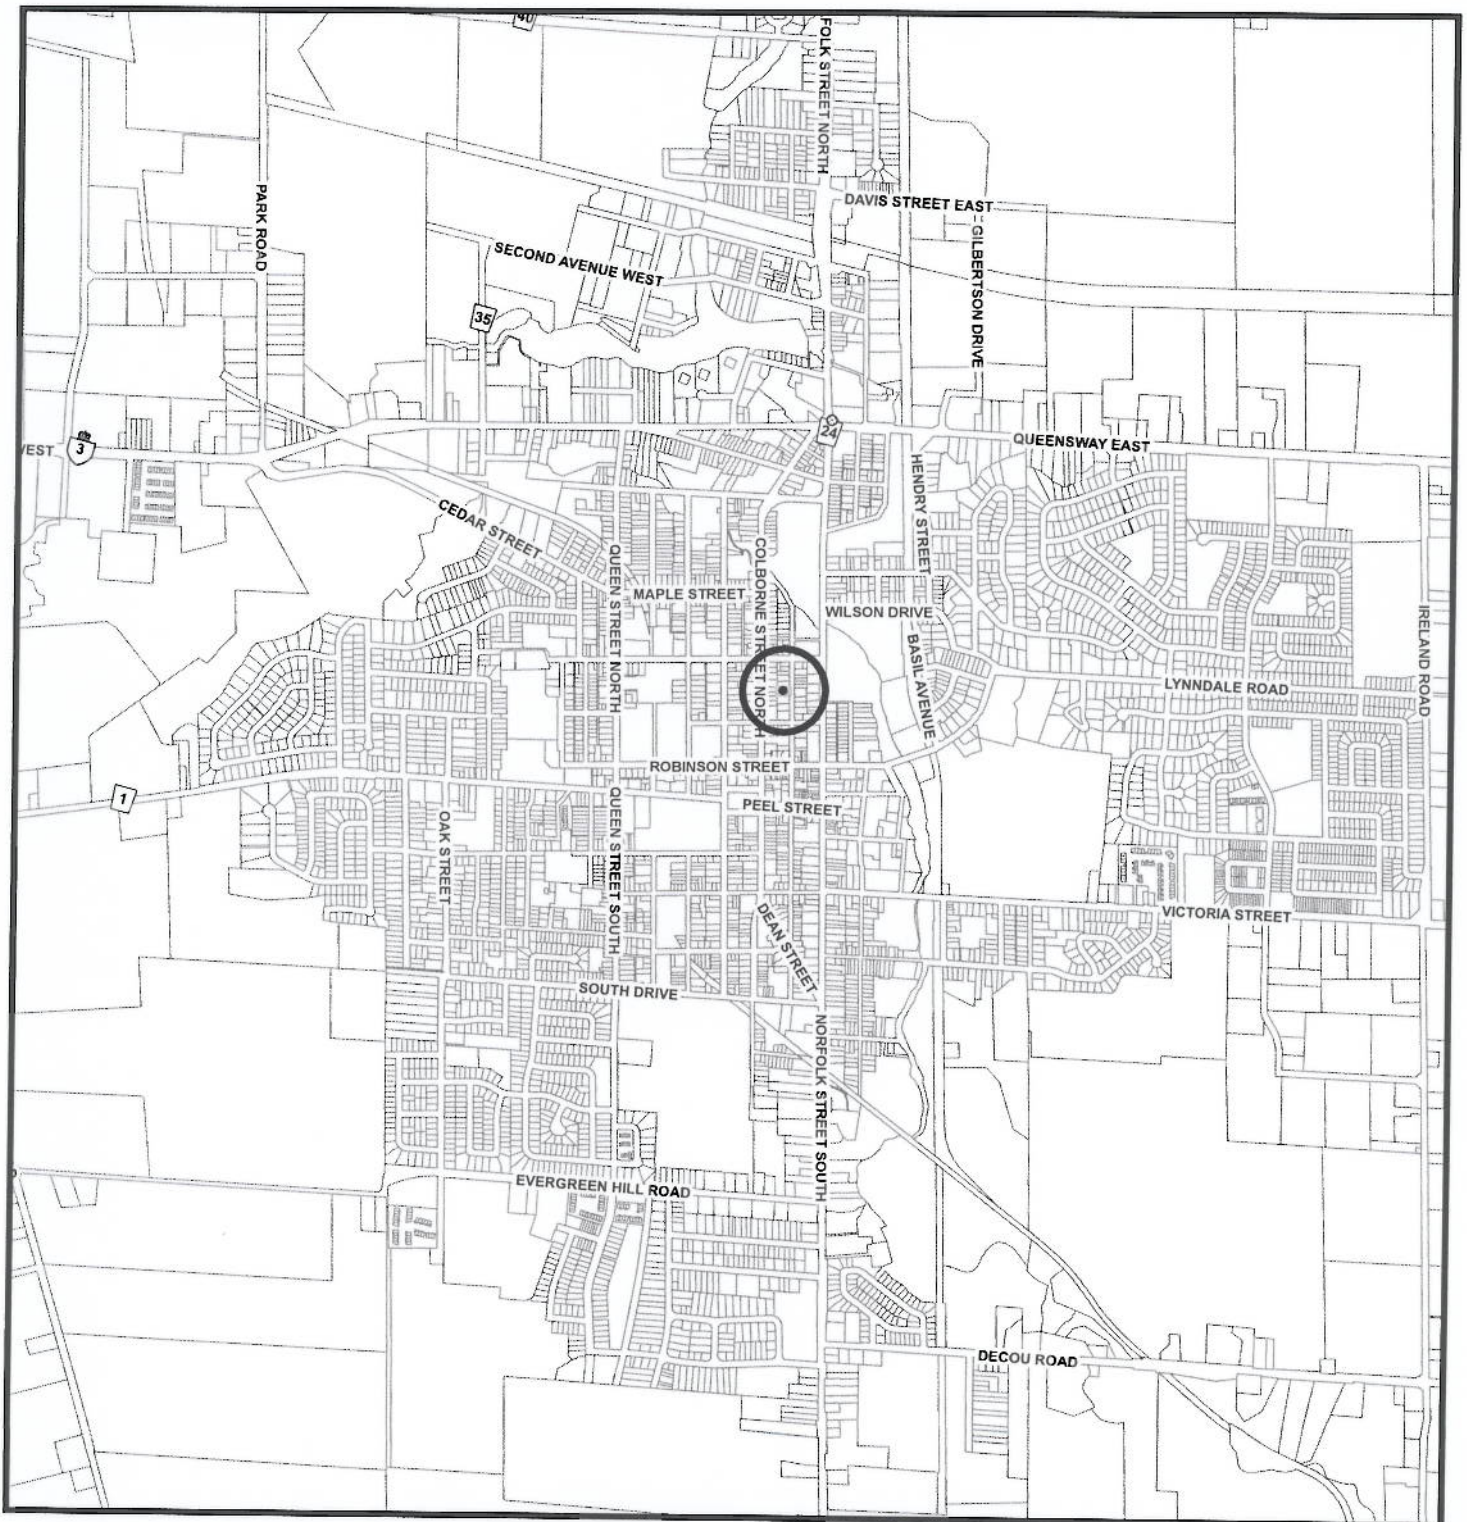 40
FOLK STREET NORTH
DAVIS STREET EAST
PARK ROAD
GILBERTSON DRIVE
SECOND AVENUE WEST
35
24
QUEENSWAY EAST
VEST
3
HENDRY STREET
CEDAR STREET
COLBORNE STREET NORTH
QUEEN STREET NORTH
MAPLE STREET
WILSON DRIVE
IRELAND ROAD
BASIL AVENUE
LYNNDALE ROAD
ROBINSON STREET
1
PEEL STREET
QUEEN STREET SOUTH
OAK STREET
DEAN STREET
VICTORIA STREET
SOUTH DRIVE
NORFOLK STREET SOUTH
EVERGREEN HILL ROAD
DECOU ROAD